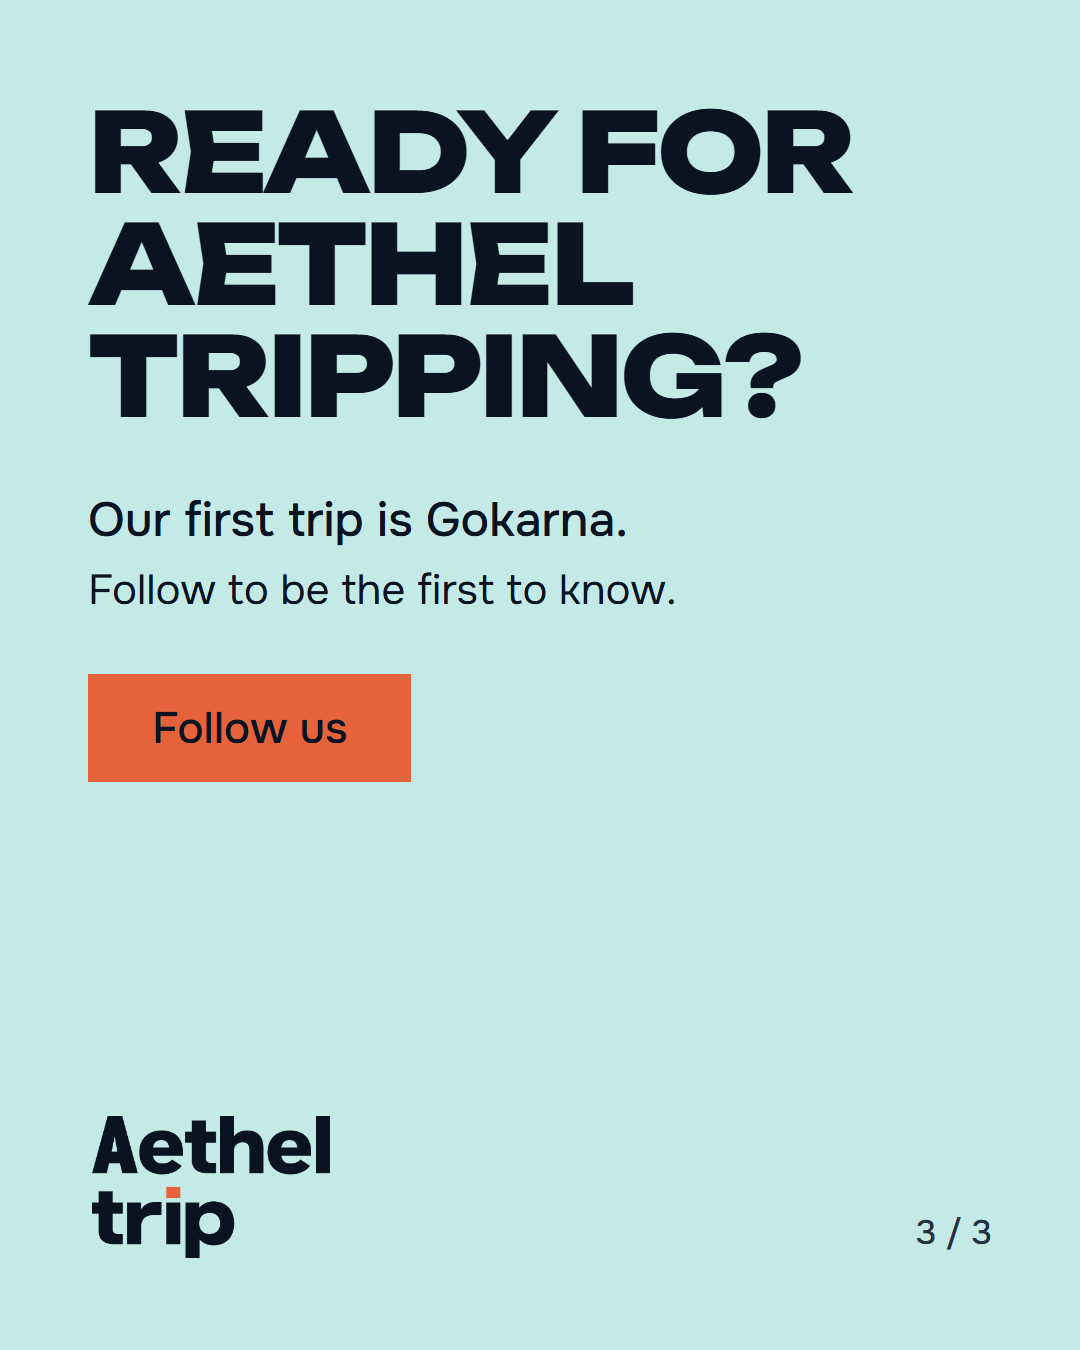 READY FOR
AETHEL
TRIPPING?
Our first trip is Gokarna.
Follow to be the first to know.
Follow us
Aethel
trip
3 / 3